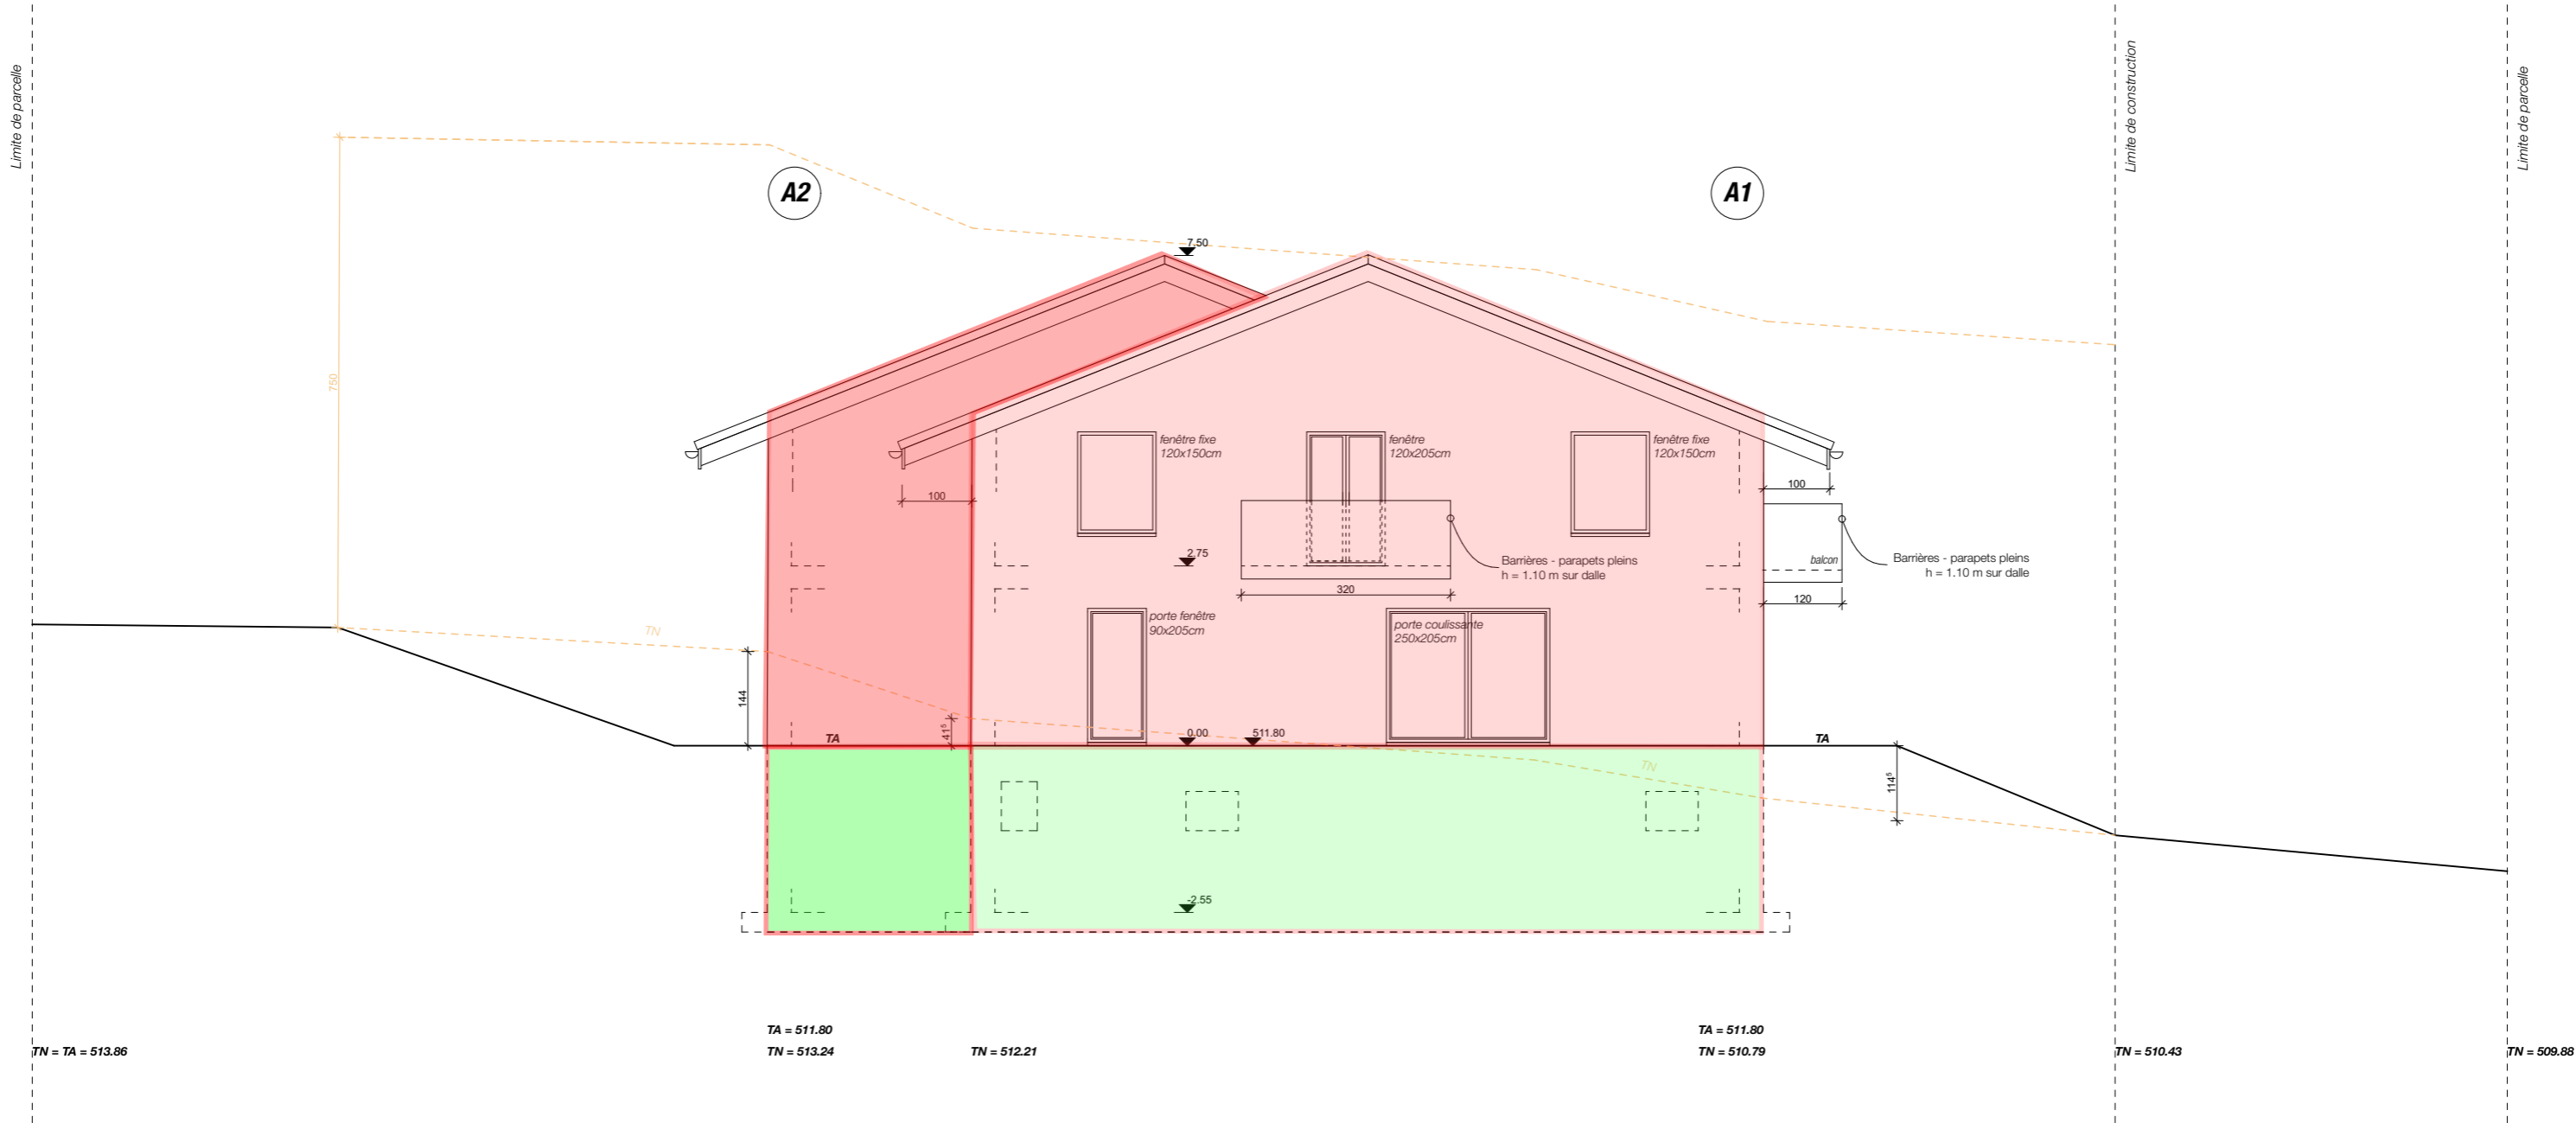 Limite de parcelle
Limite de construction
Limite de parcelle
A2
A1
7.50
750
fenêtre fixe
120x150cm
fenêtre
120x205cm
fenêtre fixe
120x150cm
100
100
2.75
balcon
Barrières - parapets pleins
h = 1.10 m sur dalle
Barrières - parapets pleins
h = 1.10 m sur dalle
320
120
porte fenêtre
90x205cm
porte coulissante
250x205cm
TN
144
41⁵
TA
0.00
511.80
TA
TN
114⁵
-2.55
TA = 511.80
TA = 511.80
TN = TA = 513.86
TN = 513.24
TN = 512.21
TN = 510.79
TN = 510.43
TN = 509.88